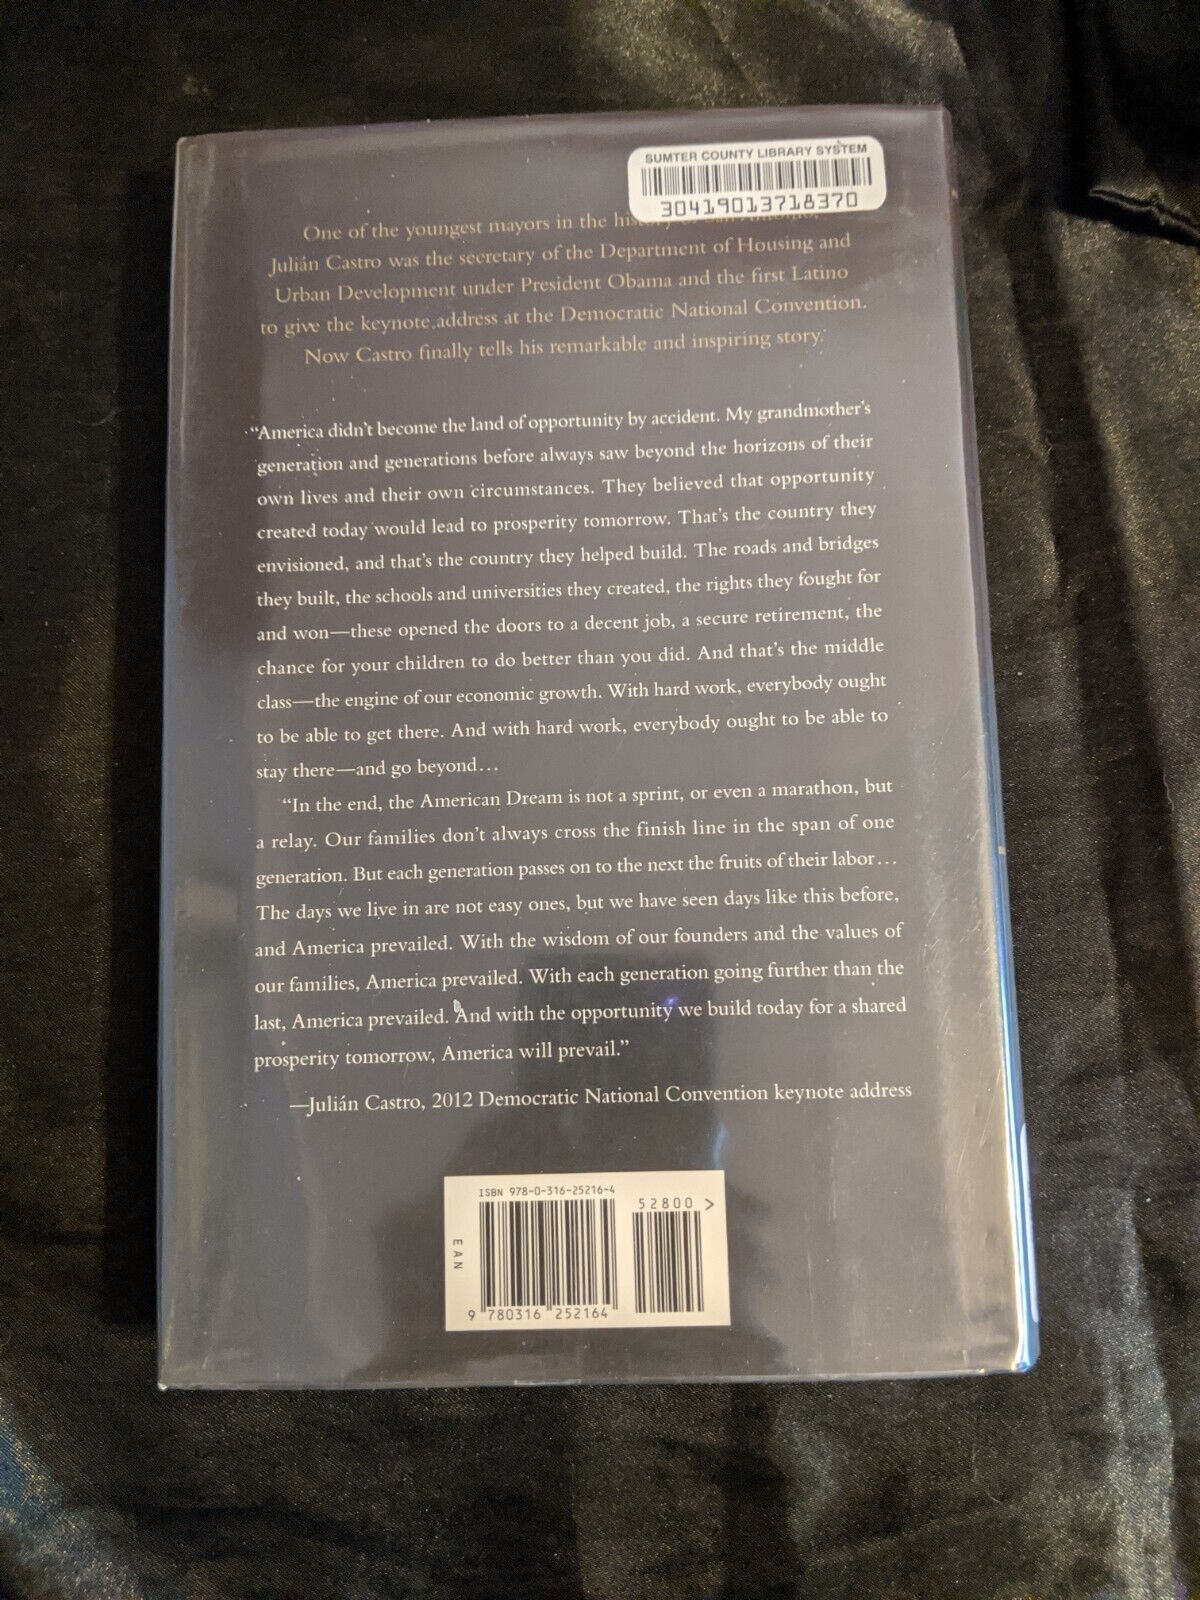 SUMTER COUNTY LIBRARY SYSTEM
30419013718370
One of the youngest mayors in the
Julián Castro was the secretary of the Department of Housing and
Urban Development under President Obama and the first Latino
to give the keynote address at the Democratic National Convention.
Now Castro finally tells his remarkable and inspiring story.
“America didn't become the land of opportunity by accident. My grandmother's
generation and generations before always saw beyond the horizons of their
own lives and their own circumstances. They believed that opportunity
created today would lead to prosperity tomorrow. That's the country they
envisioned, and that's the country they helped build. The roads and bridges
they built, the schools and universities they created, the rights they fought for
and won—these opened the doors to a decent job, a secure retirement, the
chance for your children to do better than you did. And that's the middle
class—the engine of our economic growth. With hard work, everybody ought
to be able to get there. And with hard work, everybody ought to be able to
stay there—and go beyond…
“In the end, the American Dream is not a sprint, or even a marathon, but
a relay. Our families don't always cross the finish line in the span of one
generation. But each generation passes on to the next the fruits of their labor…
The days we live in are not easy ones, but we have seen days like this before,
and America prevailed. With the wisdom of our founders and the values of
our families, America prevailed. With each generation going further than the
last, America prevailed. And with the opportunity we build today for a shared
prosperity tomorrow, America will prevail.”
—Julián Castro, 2012 Democratic National Convention keynote address
ISBN 978-0-316-25216-4
52800 >
EAN
9 780316 252164